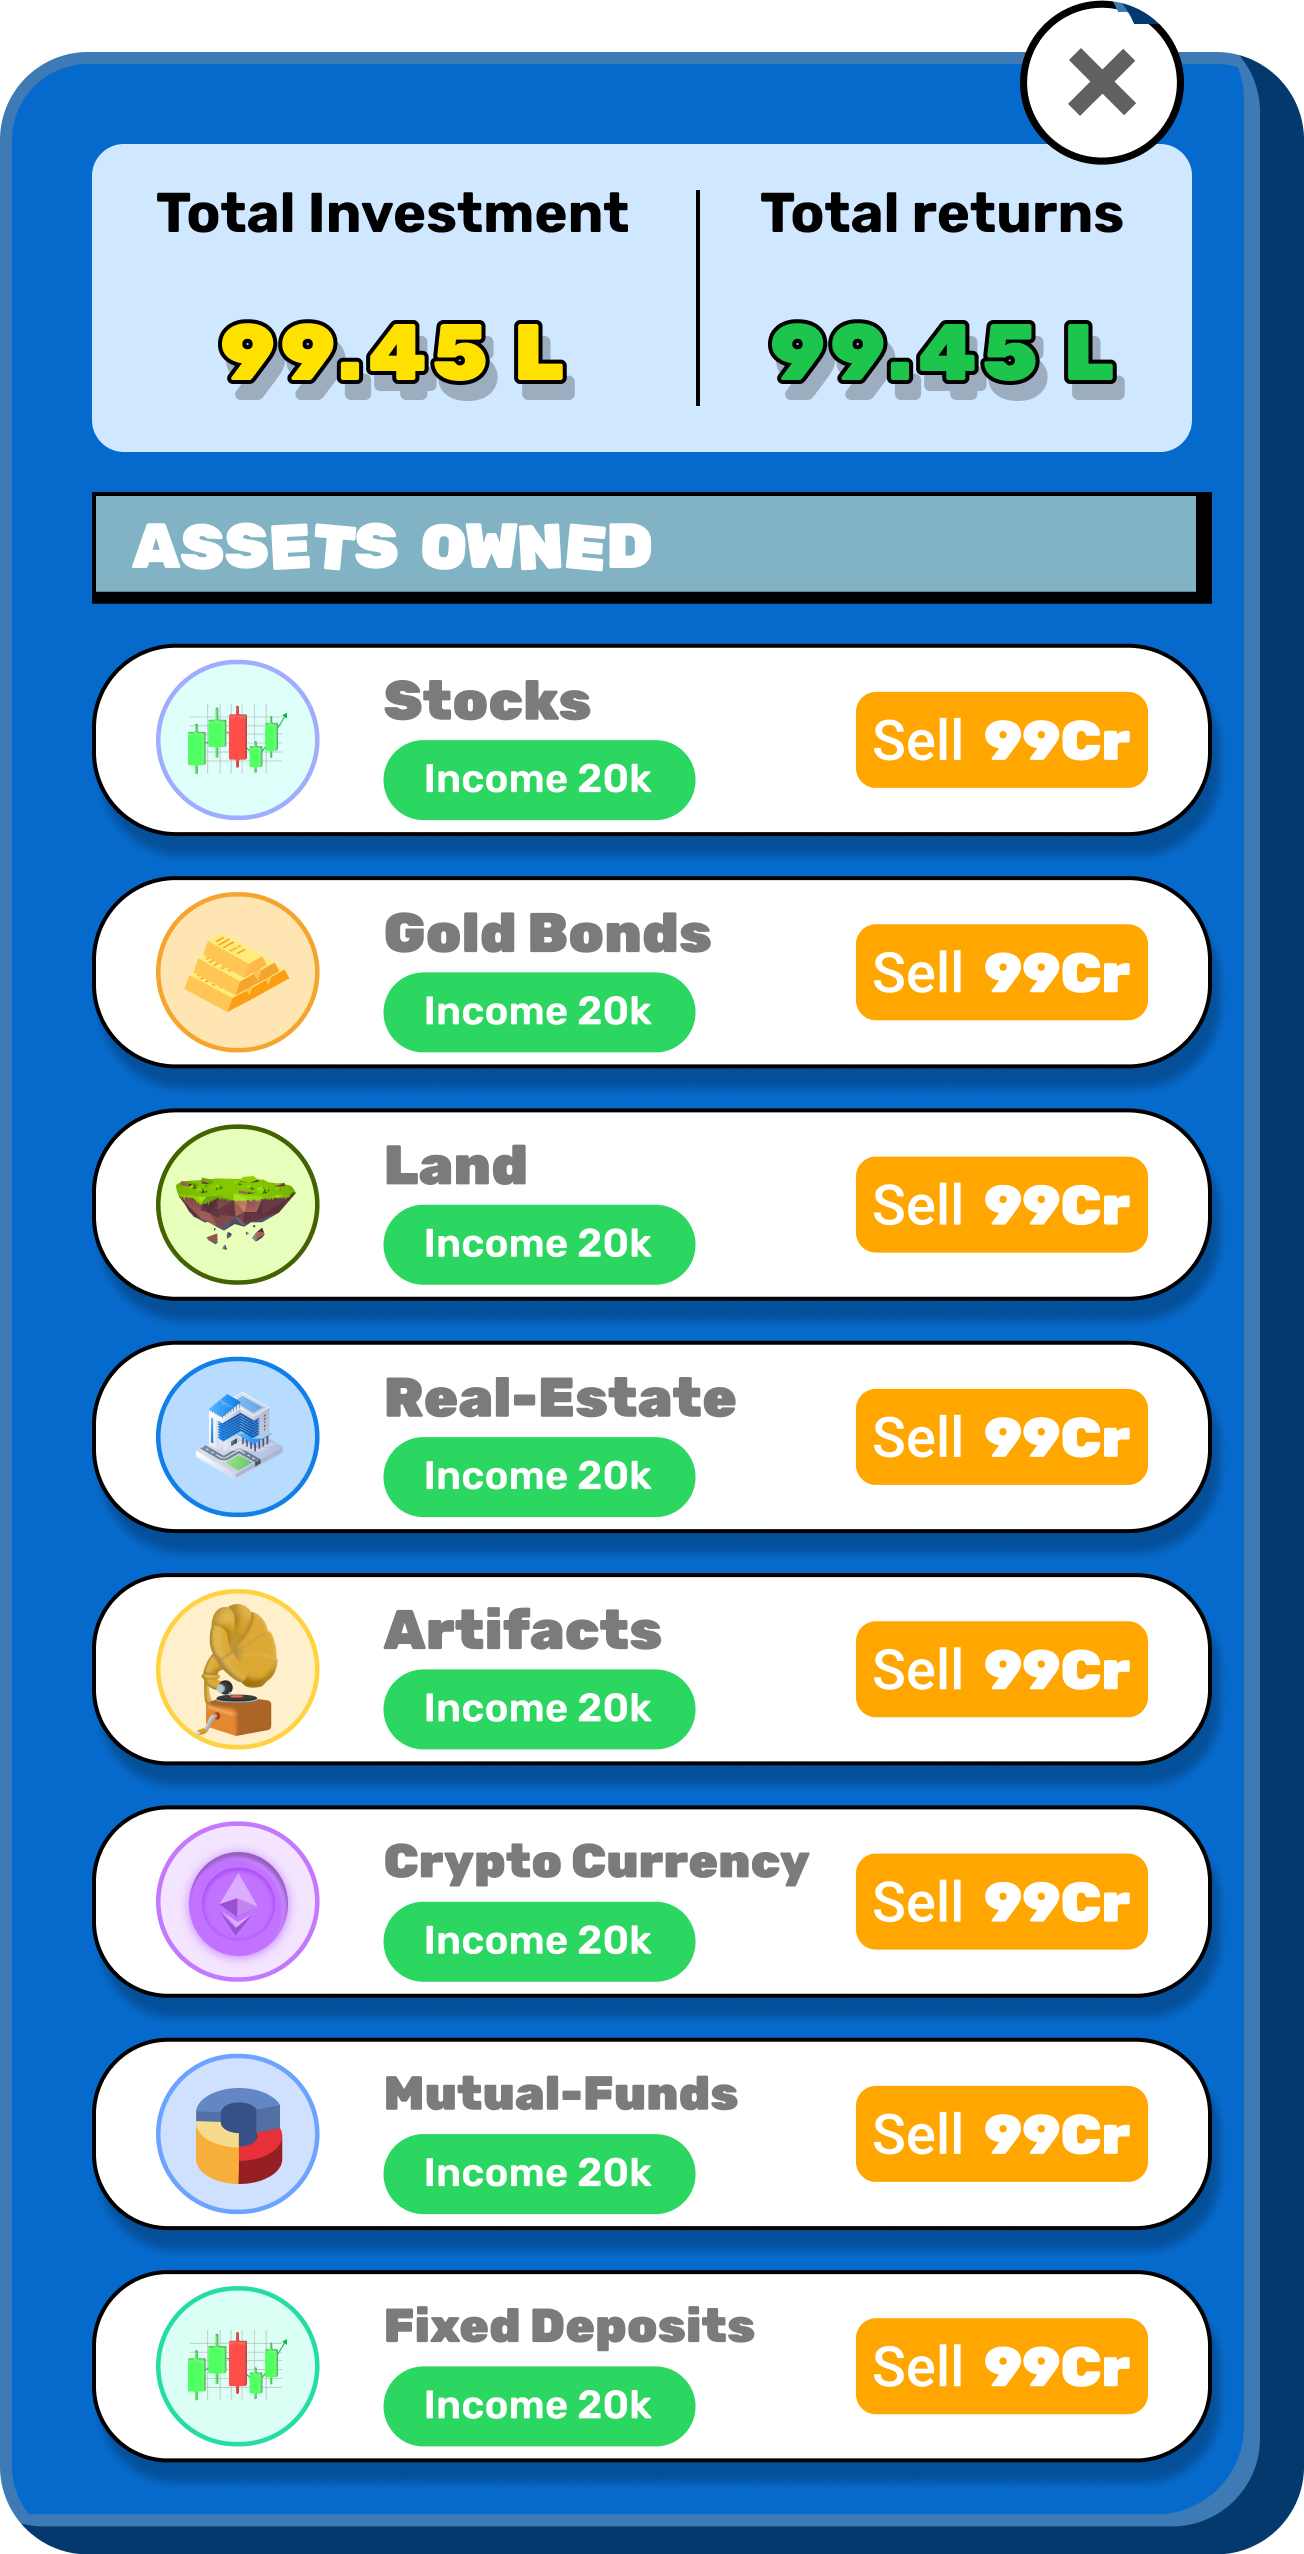 Total Investment
Total returns
99.45 L
99.45 L
ASSETS OWNED
Stocks
Income 20k
Sell 99Cr
Gold Bonds
Income 20k
Sell 99Cr
Land
Income 20k
Sell 99Cr
Real-Estate
Income 20k
Sell 99Cr
Artifacts
Income 20k
Sell 99Cr
Crypto Currency
Income 20k
Sell 99Cr
Mutual-Funds
Income 20k
Sell 99Cr
Fixed Deposits
Income 20k
Sell 99Cr